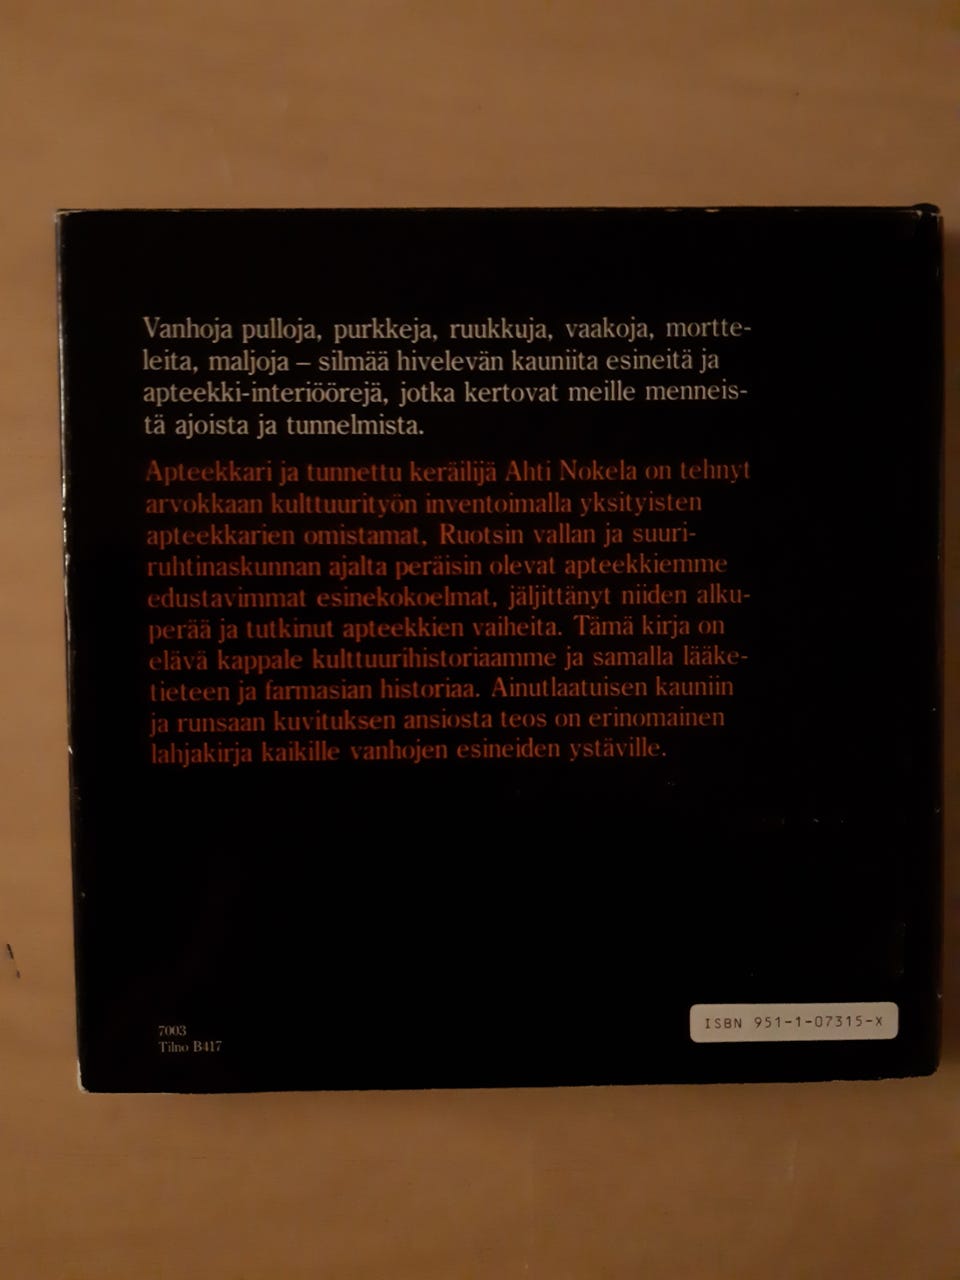 Vanhoja pulloja, purkkeja, ruukkuja, vaakoja, mortte-
leita, maljoja – silmää hivelevän kauniita esineitä ja
apteekki-interiöörejä, jotka kertovat meille menneis-
tä ajoista ja tunnelmista.
Apteekkari ja tunnettu keräilijä Ahti Nokela on tehnyt
arvokkaan kulttuurityön inventoimalla yksityisten
apteekkarien omistamat, Ruotsin vallan ja suuri-
ruhtinaskunnan ajalta peräisin olevat apteekkiemme
edustavimmat esinekokoelmat, jäljittänyt niiden alku-
perää ja tutkinut apteekkien vaiheita. Tämä kirja on
elävä kappale kulttuurihistoriaamme ja samalla lääke-
tieteen ja farmasian historiaa. Ainutlaatuisen kauniin
ja runsaan kuvituksen ansiosta teos on erinomainen
lahjakirja kaikille vanhojen esineiden ystäville.
7003
Tilno B417
ISBN 951-1-07315-X